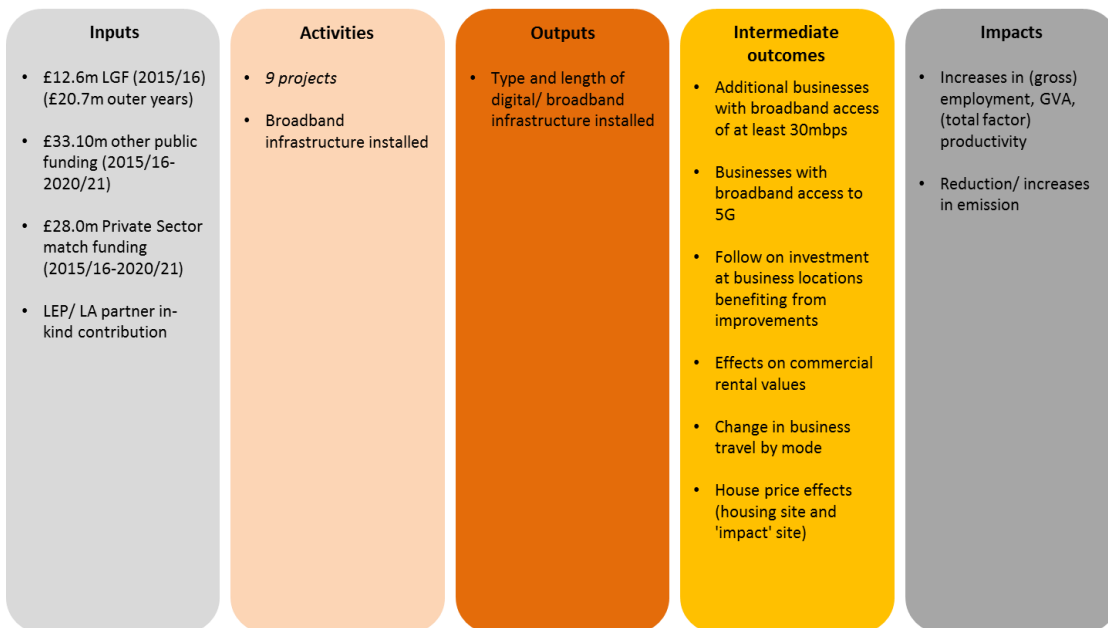 Inputs
• £12.6m LGF (2015/16)
(£20.7m outer years)
• £33.10m other public
funding (2015/16-
2020/21)
• £28.0m Private Sector
match funding
(2015/16-2020/21)
• LEP/ LA partner in-
kind contribution
Activities
• 9 projects
• Broadband
infrastructure installed
Outputs
• Type and length of
digital/ broadband
infrastructure installed
Intermediate
outcomes
• Additional businesses
with broadband access
of at least 30mbps
• Businesses with
broadband access to
5G
• Follow on investment
at business locations
benefiting from
improvements
• Effects on commercial
rental values
• Change in business
travel by mode
• House price effects
(housing site and
'impact' site)
Impacts
• Increases in (gross)
employment, GVA,
(total factor)
productivity
• Reduction/ increases
in emission